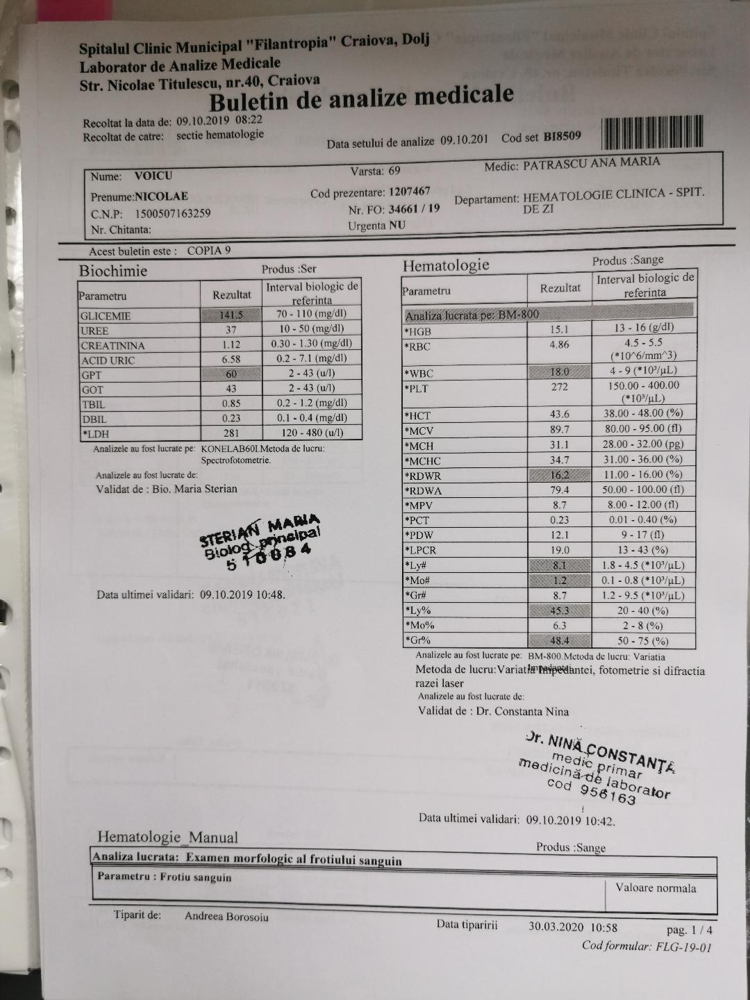 Spitalul Clinic Municipal "Filantropia" Craiova, Dolj
Laborator de Analize Medicale
Str. Nicolae Titulescu, nr.40, Craiova
Buletin de analize medicale
Recoltat la data de: 09.10.2019 08:22
Recoltat de catre: sectie hematologie
Data setului de analize 09.10.201 Cod set BI8509
Nume: VOICU Varsta: 69 Medic: PATRASCU ANA MARIA
Prenume:NICOLAE Cod prezentare: 1207467 Departament: HEMATOLOGIE CLINICA - SPIT. DE ZI
C.N.P: 1500507163259 Nr. FO: 34661 / 19
Nr. Chitanta: Urgenta NU
Acest buletin este : COPIA 9
Biochimie Produs :Ser
Parametru Rezultat Interval biologic de referinta
GLICEMIE 141.5 70 - 110 (mg/dl)
UREE 37 10 - 50 (mg/dl)
CREATININA 1.12 0.30 - 1.30 (mg/dl)
ACID URIC 6.58 0.2 - 7.1 (mg/dl)
GPT 60 2 - 43 (u/l)
GOT 43 2 - 43 (u/l)
TBIL 0.85 0.2 - 1.2 (mg/dl)
DBIL 0.23 0.1 - 0.4 (mg/dl)
*LDH 281 120 - 480 (u/l)
Analizele au fost lucrate pe: KONELAB60I.Metoda de lucru:
Spectrofotometrie.
Analizele au fost lucrate de:
Validat de : Bio. Maria Sterian
STERIAN MARIA
Biolog principal
510084
Data ultimei validari: 09.10.2019 10:48.
Hematologie Produs :Sange
Parametru Rezultat Interval biologic de referinta
Analiza lucrata pe: BM-800
*HGB 15.1 13 - 16 (g/dl)
*RBC 4.86 4.5 - 5.5 (*10^6/mm^3)
*WBC 18.0 4 - 9 (*10³/µL)
*PLT 272 150.00 - 400.00 (*10³/µL)
*HCT 43.6 38.00 - 48.00 (%)
*MCV 89.7 80.00 - 95.00 (fl)
*MCH 31.1 28.00 - 32.00 (pg)
*MCHC 34.7 31.00 - 36.00 (%)
*RDWR 16.2 11.00 - 16.00 (%)
*RDWA 79.4 50.00 - 100.00 (fl)
*MPV 8.7 8.00 - 12.00 (fl)
*PCT 0.23 0.01 - 0.40 (%)
*PDW 12.1 9 - 17 (fl)
*LPCR 19.0 13 - 43 (%)
*Ly# 8.1 1.8 - 4.5 (*10³/µL)
*Mo# 1.2 0.1 - 0.8 (*10³/µL)
*Gr# 8.7 1.2 - 9.5 (*10³/µL)
*Ly% 45.3 20 - 40 (%)
*Mo% 6.3 2 - 8 (%)
*Gr% 48.4 50 - 75 (%)
Analizele au fost lucrate pe: BM-800.Metoda de lucru: Variatia
Metoda de lucru:Variatia Impedantei, fotometrie si difractia
razei laser
Analizele au fost lucrate de:
Validat de : Dr. Constanta Nina
Dr. NINĂ CONSTANȚA
medic primar
medicină de laborator
cod 956163
Data ultimei validari: 09.10.2019 10:42.
Hematologie_Manual Produs :Sange
Analiza lucrata: Examen morfologic al frotiului sanguin
Parametru : Frotiu sanguin Valoare normala
Tiparit de: Andreea Borosoiu Data tiparirii 30.03.2020 10:58 pag. 1 / 4
Cod formular: FLG-19-01